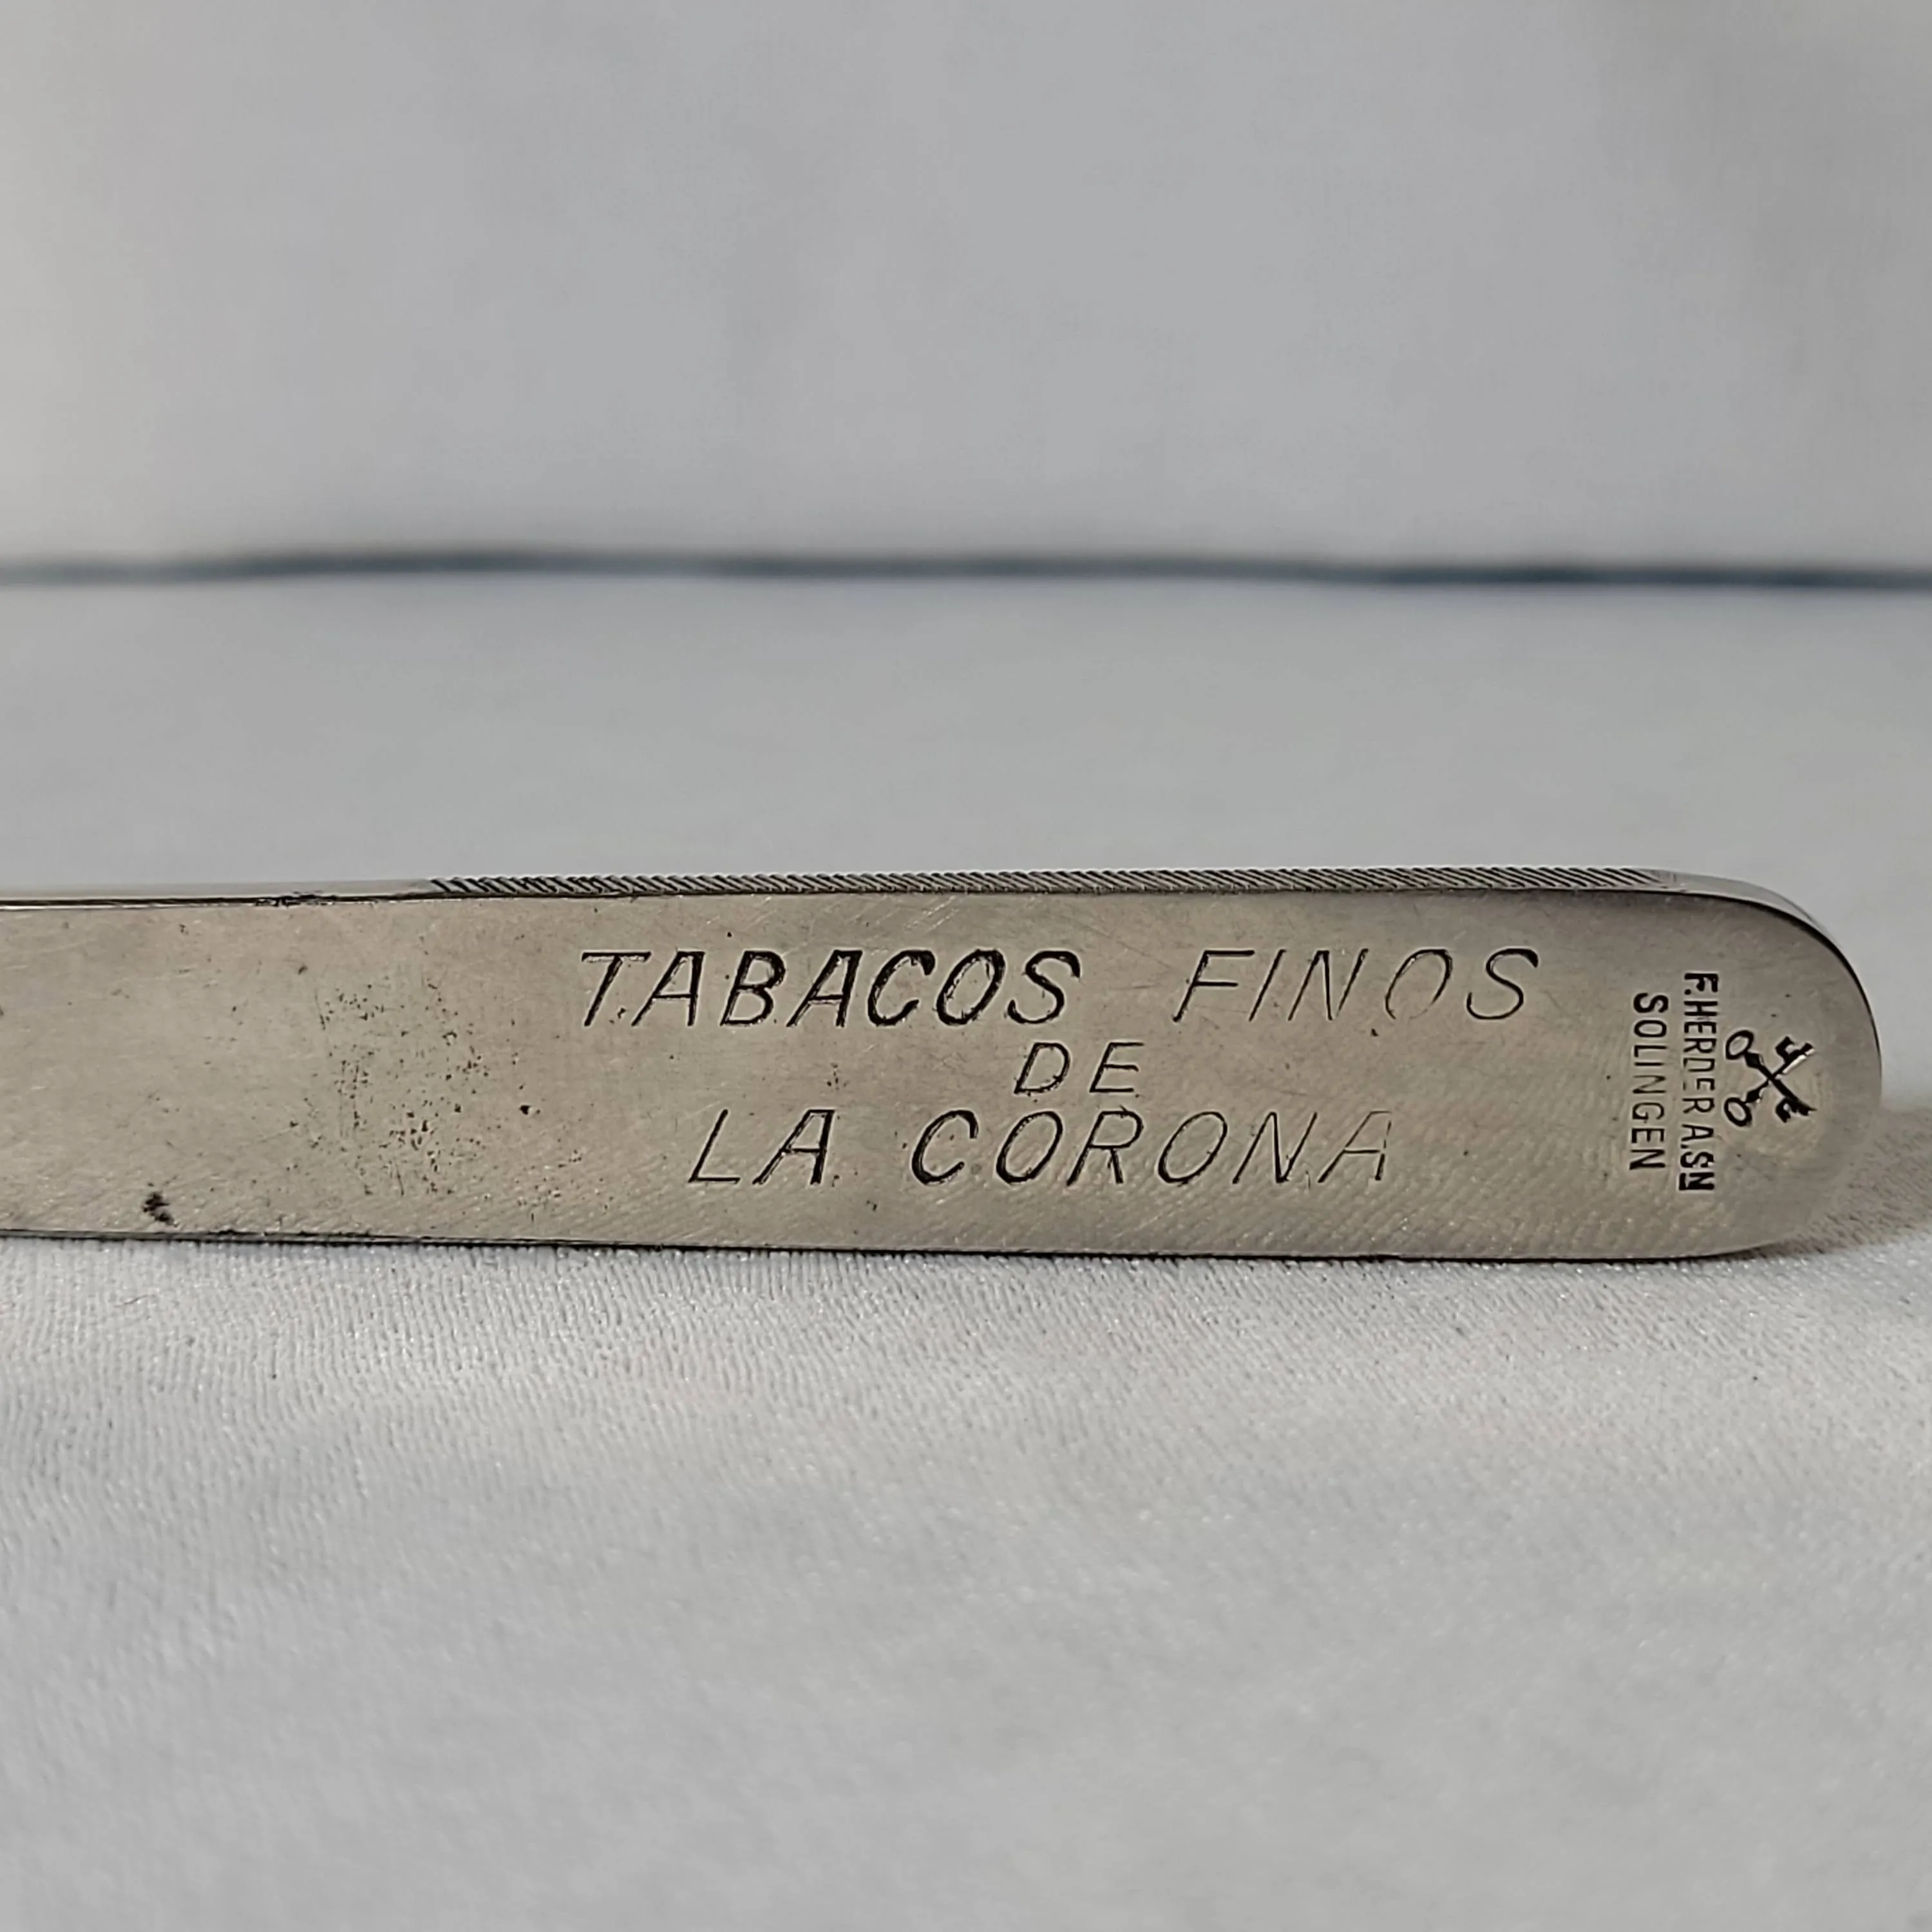 TABACOS FINOS
DE
LA CORONA
F. HERDER A. SN
SOLINGEN